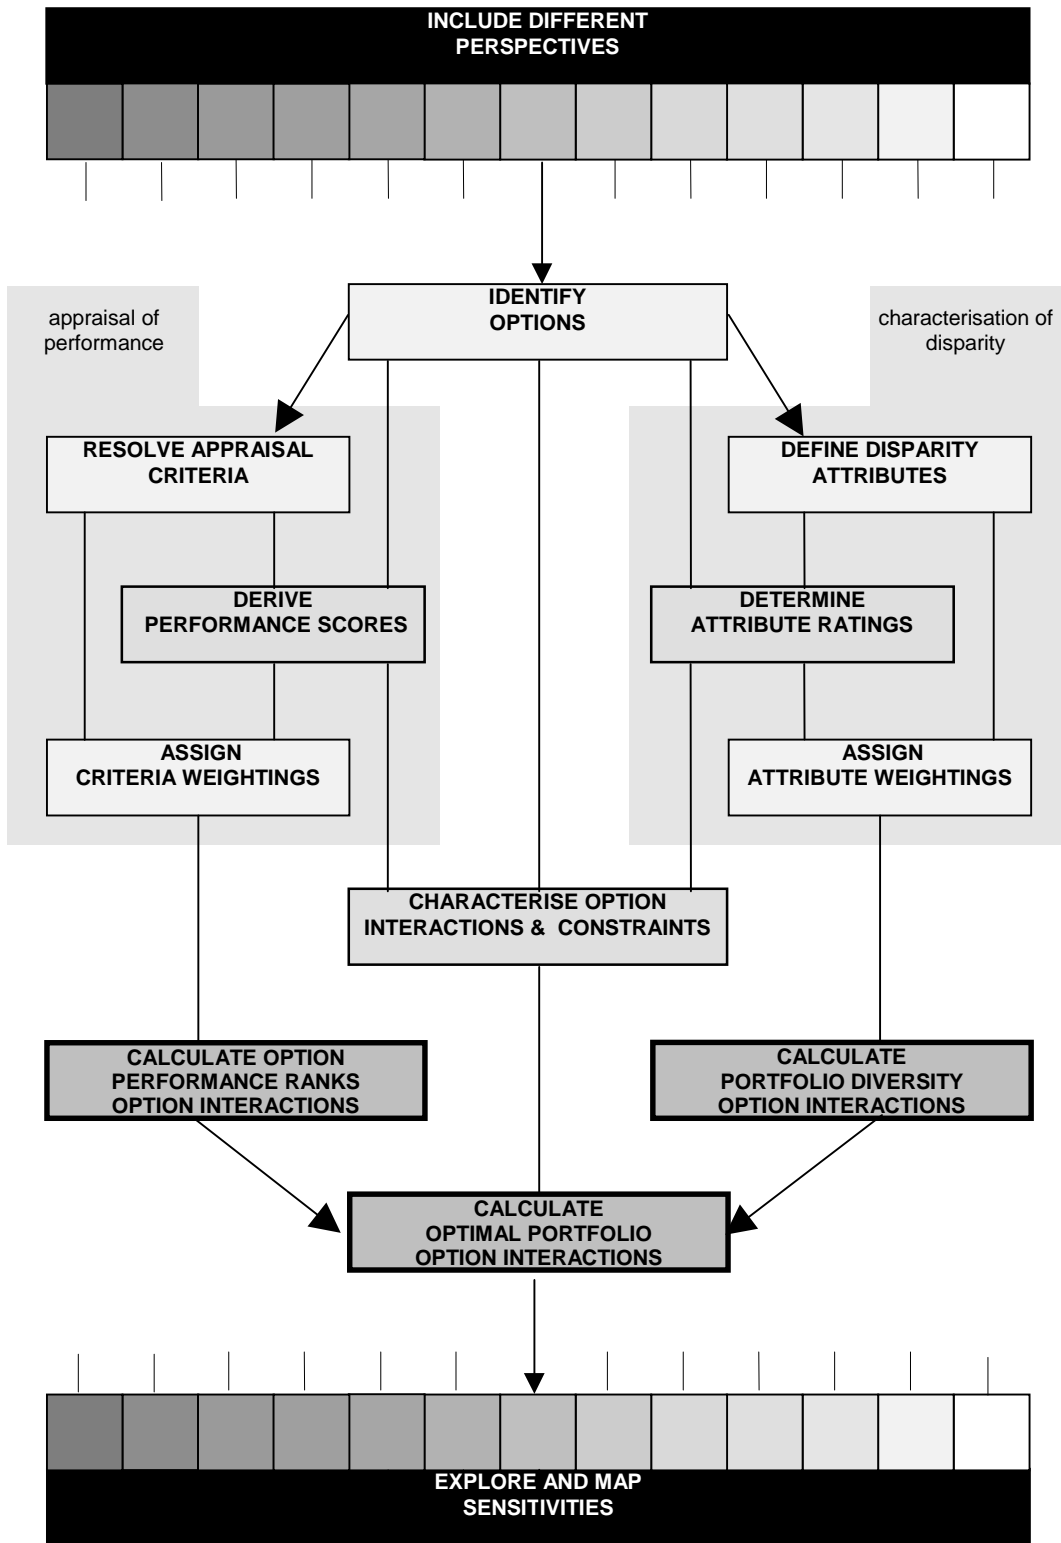 INCLUDE DIFFERENT
PERSPECTIVES
IDENTIFY
OPTIONS
appraisal of
performance
characterisation of
disparity
RESOLVE APPRAISAL
CRITERIA
DEFINE DISPARITY
ATTRIBUTES
DERIVE
PERFORMANCE SCORES
DETERMINE
ATTRIBUTE RATINGS
ASSIGN
CRITERIA WEIGHTINGS
ASSIGN
ATTRIBUTE WEIGHTINGS
CHARACTERISE OPTION
INTERACTIONS & CONSTRAINTS
CALCULATE OPTION
PERFORMANCE RANKS
OPTION INTERACTIONS
CALCULATE
PORTFOLIO DIVERSITY
OPTION INTERACTIONS
CALCULATE
OPTIMAL PORTFOLIO
OPTION INTERACTIONS
EXPLORE AND MAP
SENSITIVITIES